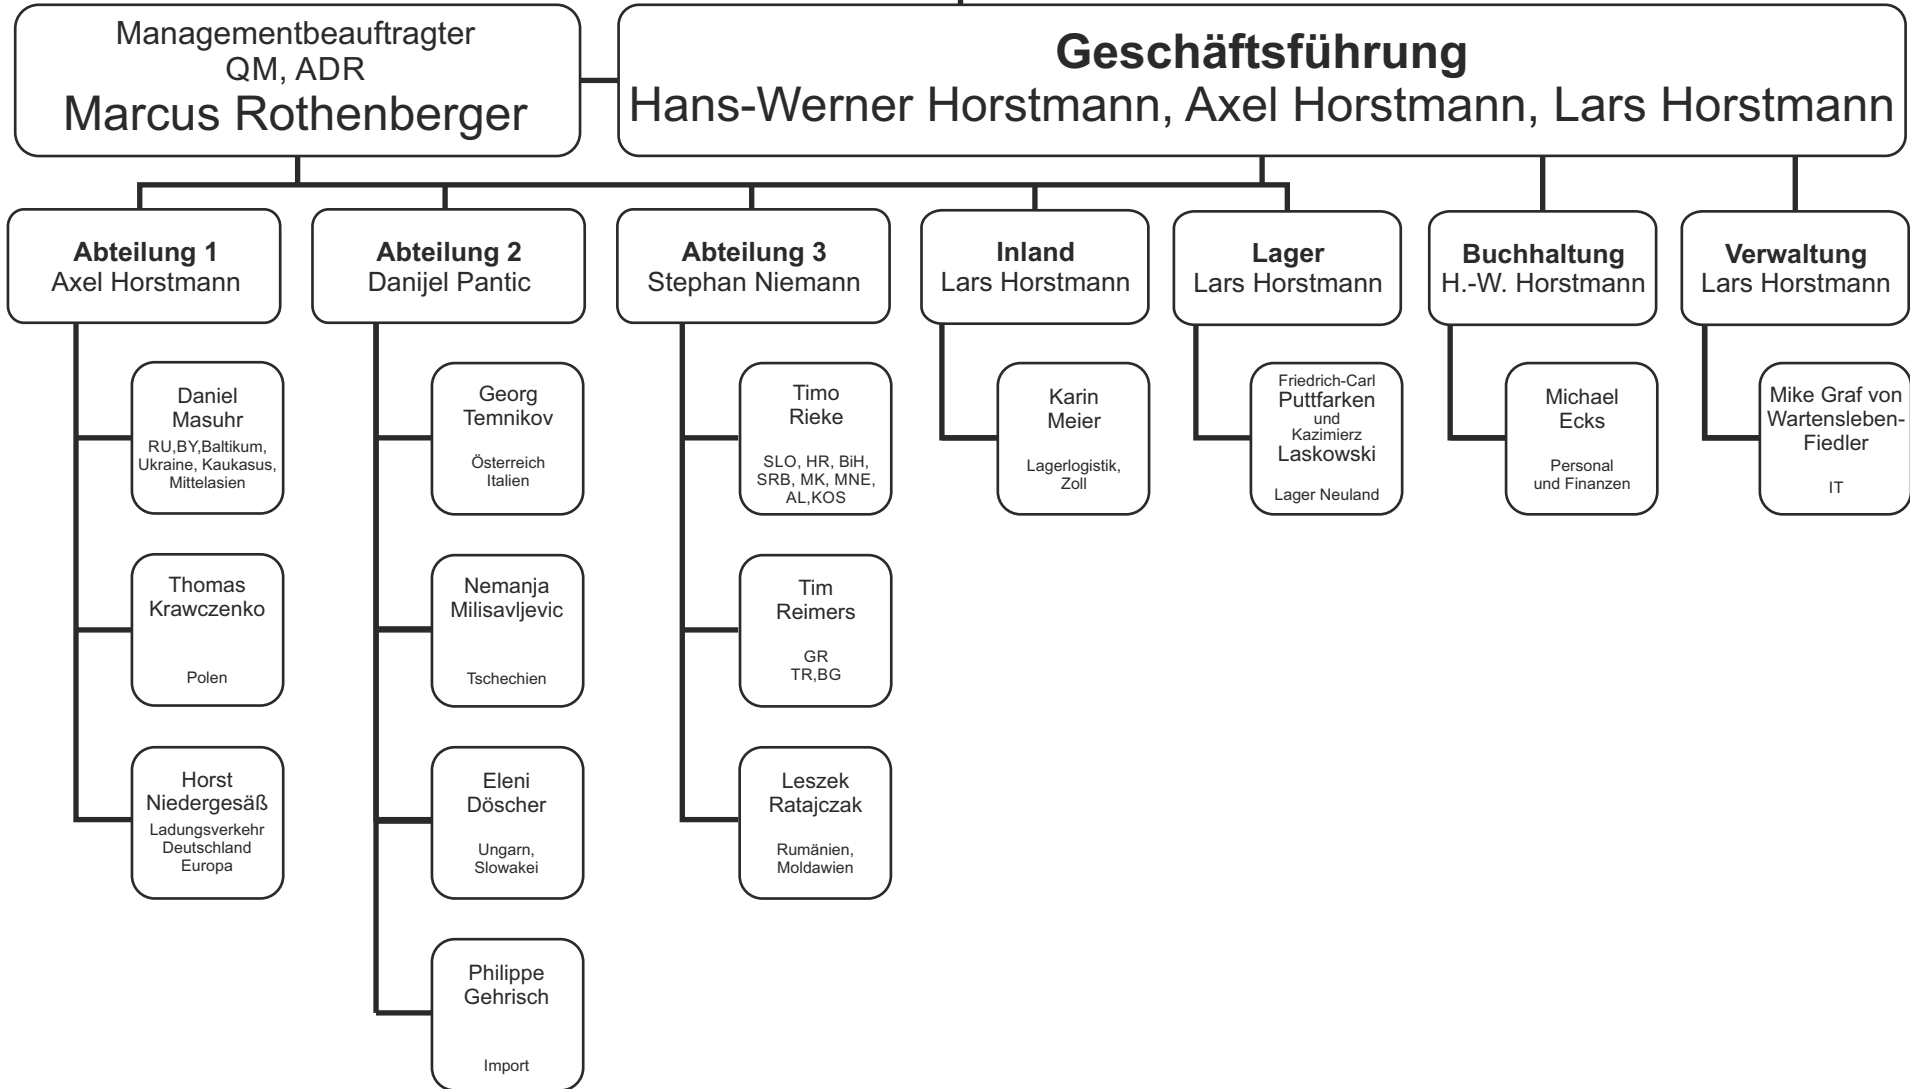 Managementbeauftragter
QM, ADR
Marcus Rothenberger
Geschäftsführung
Hans-Werner Horstmann, Axel Horstmann, Lars Horstmann
Abteilung 1
Axel Horstmann
Abteilung 2
Danijel Pantic
Abteilung 3
Stephan Niemann
Inland
Lars Horstmann
Lager
Lars Horstmann
Buchhaltung
H.-W. Horstmann
Verwaltung
Lars Horstmann
Daniel
Masuhr
RU,BY,Baltikum,
Ukraine, Kaukasus,
Mittelasien
Georg
Temnikov
Österreich
Italien
Timo
Rieke
SLO, HR, BiH,
SRB, MK, MNE,
AL,KOS
Karin
Meier
Lagerlogistik,
Zoll
Friedrich-Carl
Puttfarken
und
Kazimierz
Laskowski
Lager Neuland
Michael
Ecks
Personal
und Finanzen
Mike Graf von
Wartensleben-
Fiedler
IT
Thomas
Krawczenko
Polen
Nemanja
Milisavljevic
Tschechien
Tim
Reimers
GR
TR,BG
Horst
Niedergesäß
Ladungsverkehr
Deutschland
Europa
Eleni
Döscher
Ungarn,
Slowakei
Leszek
Ratajczak
Rumänien,
Moldawien
Philippe
Gehrisch
Import